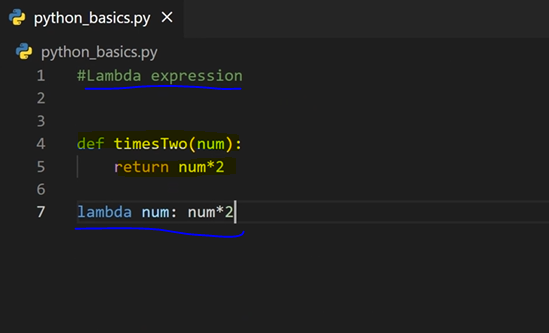 python_basics.py ×
python_basics.py
1 #Lambda expression
2
3
4 def timesTwo(num):
5     return num*2
6
7 lambda num: num*2